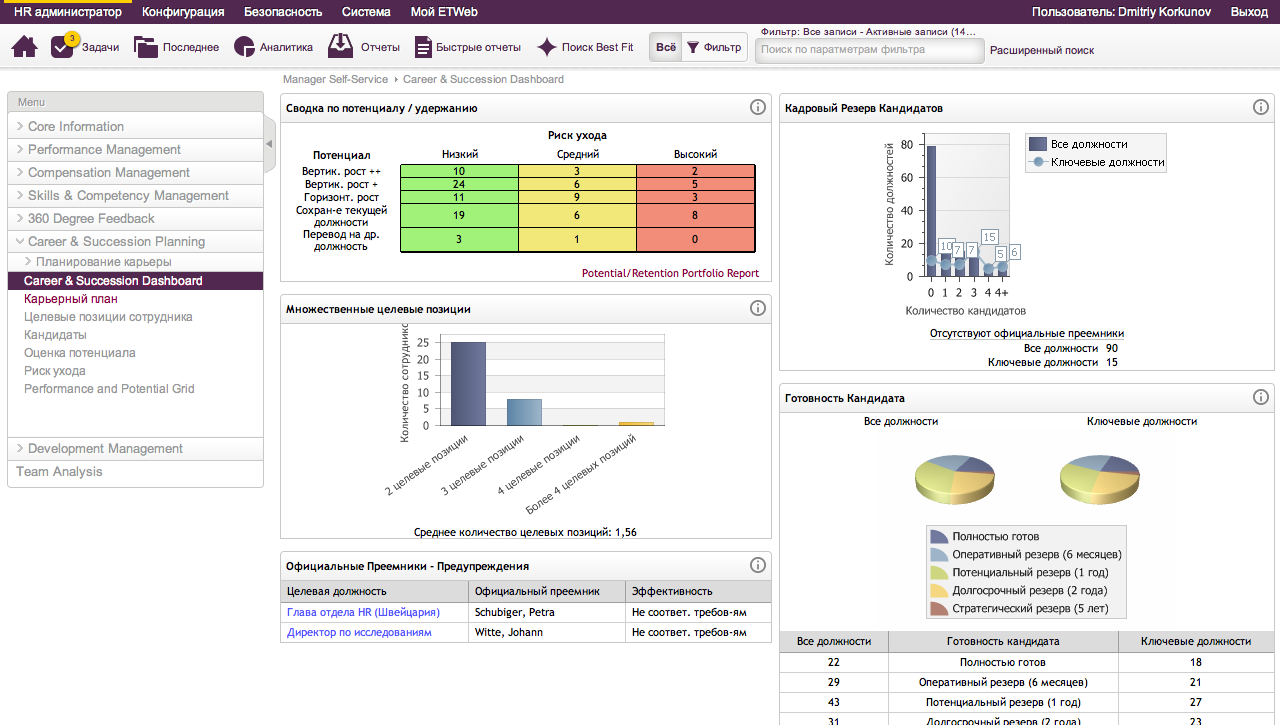 HR администратор Конфигурация Безопасность Система Мой ETWeb Пользователь: Dmitriy Korkunov Выход
3 Задачи Последнее Аналитика Отчеты Быстрые отчеты Поиск Best Fit Всё Фильтр
Фильтр: Все записи - Активные записи (14...
Поиск по паратметрам фильтра Расширенный поиск
Manager Self-Service Career & Succession Dashboard
Menu
Core Information
Performance Management
Compensation Management
Skills & Competency Management
360 Degree Feedback
Career & Succession Planning
Планирование карьеры
Career & Succession Dashboard
Карьерный план
Целевые позиции сотрудника
Кандидаты
Оценка потенциала
Риск ухода
Performance and Potential Grid
Development Management
Team Analysis
Сводка по потенциалу / удержанию
Риск ухода
Потенциал Низкий Средний Высокий
Вертик. рост ++ 10 3 2
Вертик. рост + 24 6 5
Горизонт. рост 11 9 3
Сохран-е текущей должности 19 6 8
Перевод на др. должность 3 1 0
Potential/Retention Portfolio Report
Множественные целевые позиции
Количество сотруднико
25
20
15
10
5
0
2 целевые позиции
3 целевые позиции
4 целевые позиции
Более 4 целевых позиций
Среднее количество целевых позиций: 1,56
Официальные Преемники - Предупреждения
Целевая должность Официальный преемник Эффективность
Глава отдела HR (Швейцария) Schubiger, Petra Не соответ. требов-ям
Директор по исследованиям Witte, Johann Не соответ. требов-ям
Кадровый Резерв Кандидатов
Количество должностей
80
60
40
20
0
10 7 7 15 5 6
0 1 2 3 4 4+
Количество кандидатов
Все должности
Ключевые должности
Отсутствуют официальные преемники
Все должности 90
Ключевые должности 15
Готовность Кандидата
Все должности Ключевые должности
Полностью готов
Оперативный резерв (6 месяцев)
Потенциальный резерв (1 год)
Долгосрочный резерв (2 года)
Стратегический резерв (5 лет)
Все должности Готовность кандидата Ключевые должности
22 Полностью готов 18
29 Оперативный резерв (6 месяцев) 21
43 Потенциальный резерв (1 год) 27
31 Долгосрочный резерв (2 года) 23